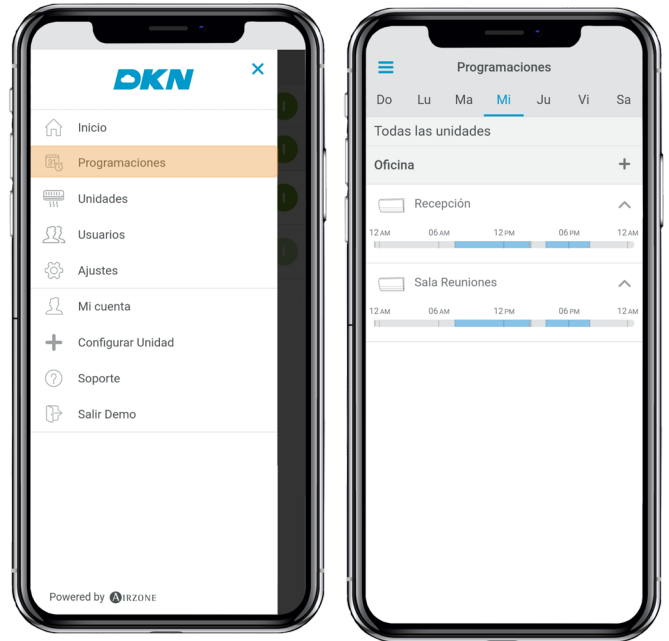 DKN
Inicio
Programaciones
Unidades
Usuarios
Ajustes
Mi cuenta
Configurar Unidad
Soporte
Salir Demo
Powered by AIRZONE
Programaciones
Do Lu Ma Mi Ju Vi Sa
Todas las unidades
Oficina
Recepción
12 AM 06 AM 12 PM 06 PM 12 AM
Sala Reuniones
12 AM 06 AM 12 PM 06 PM 12 AM